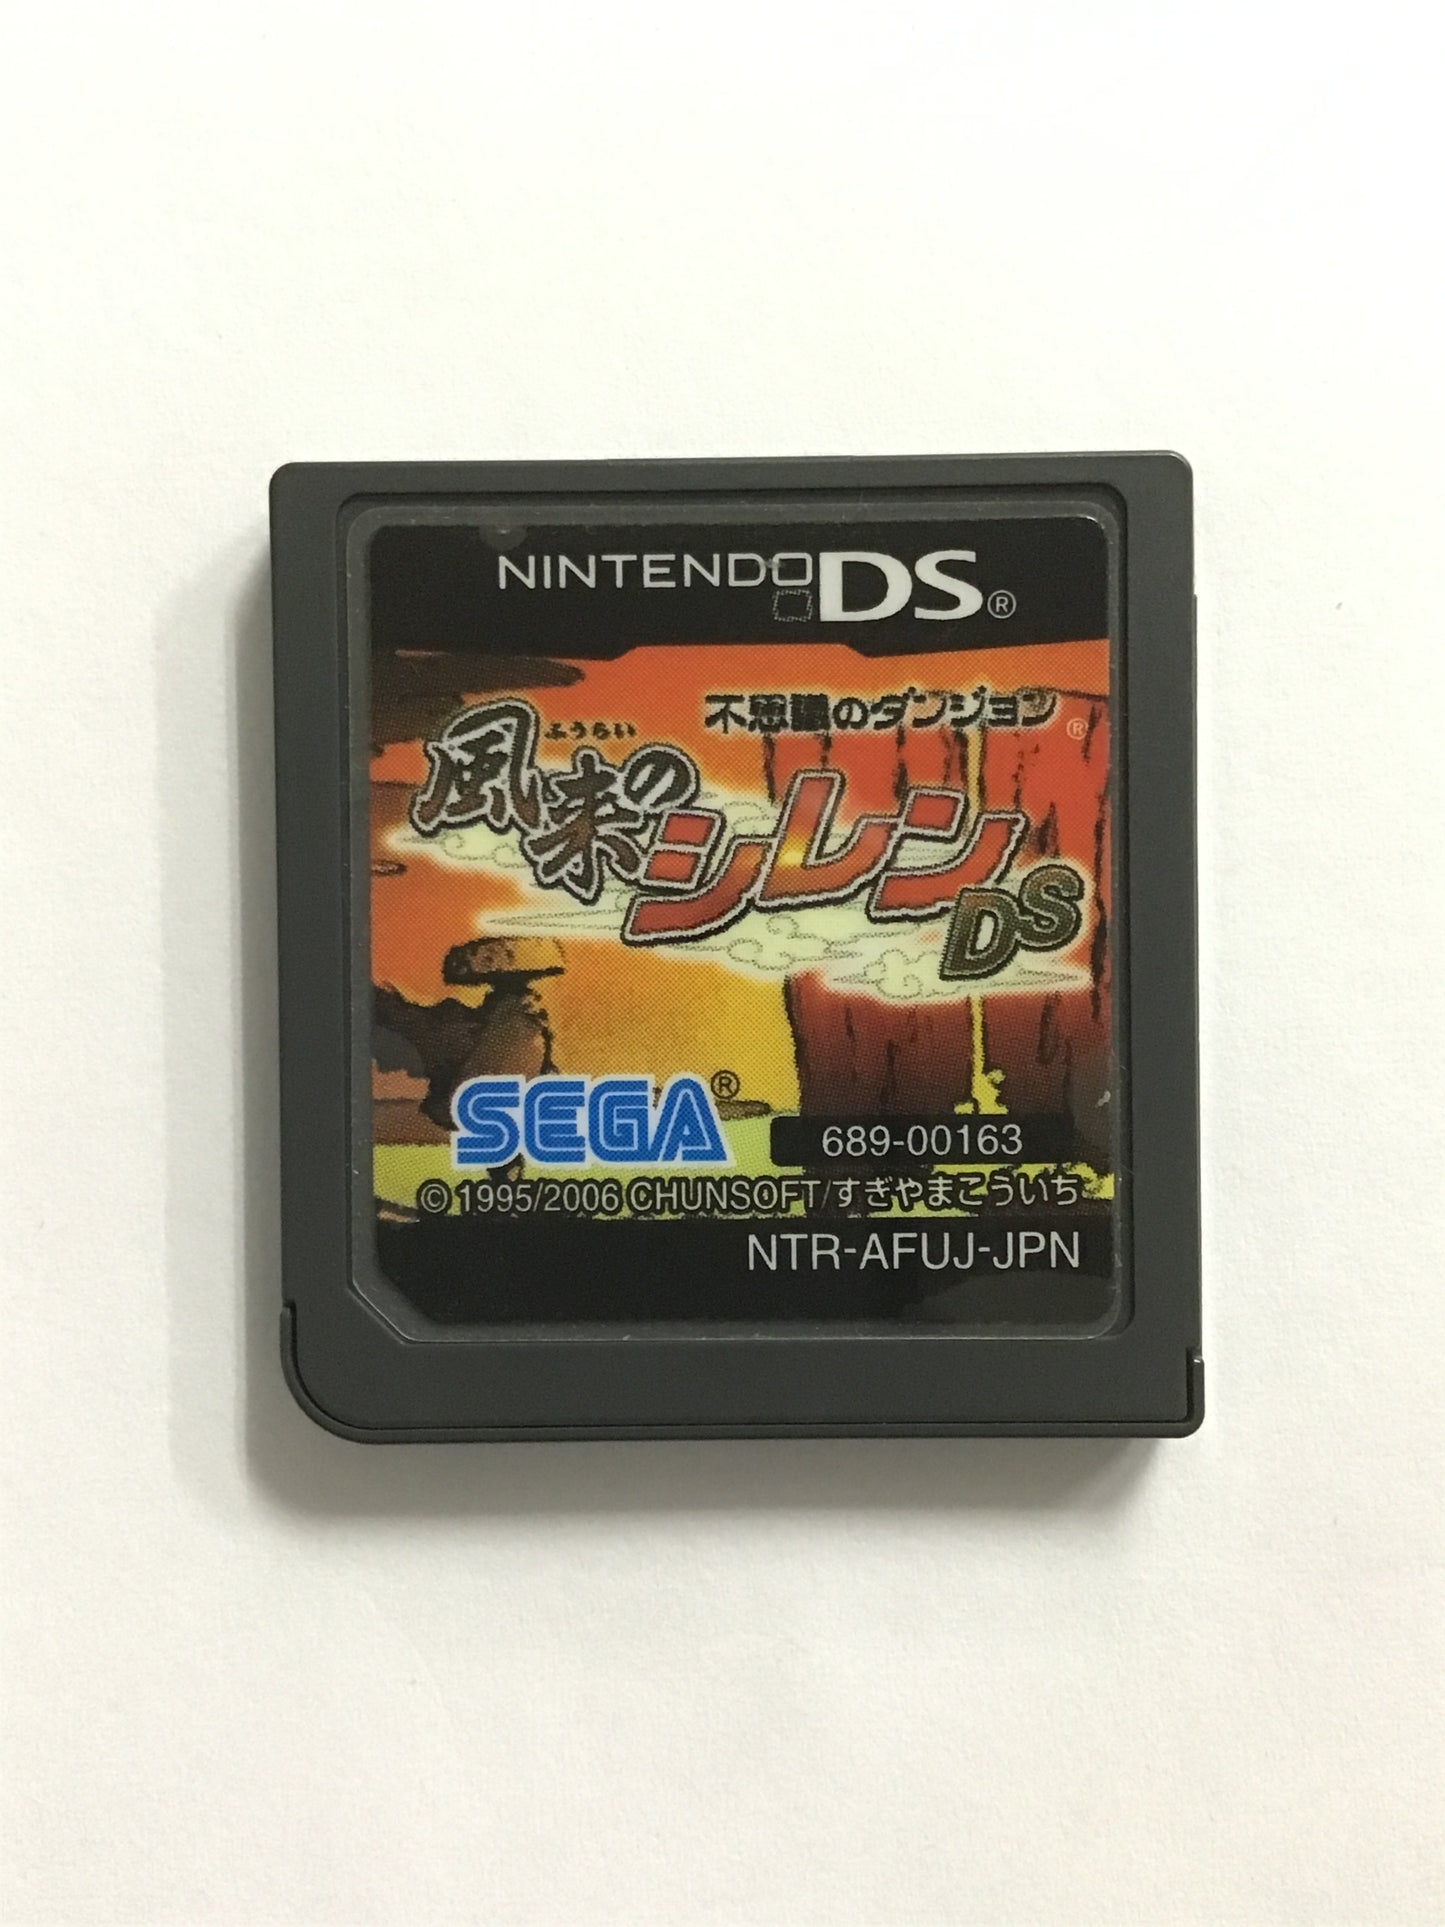 NINTENDO DS®
不思議のダンジョン®
ふうらい
風来のシレンDS
SEGA®
689-00163
© 1995/2006 CHUNSOFT/すぎやまこういち
NTR-AFUJ-JPN